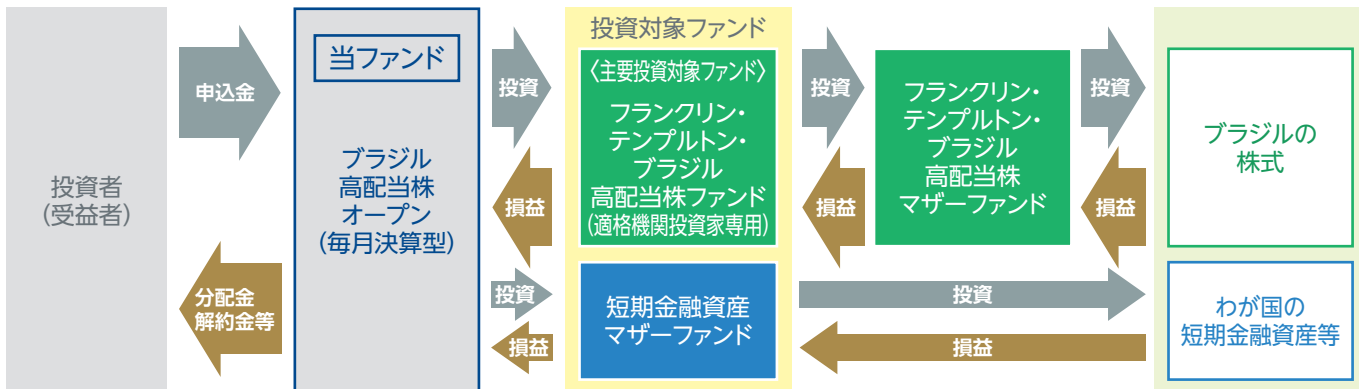 投資者
(受益者)
申込金
分配金
解約金等
当ファンド
ブラジル
高配当株
オープン
(毎月決算型)
投資
損益
投資
損益
投資対象ファンド
〈主要投資対象ファンド〉
フランクリン・
テンプルトン・
ブラジル
高配当株ファンド
(適格機関投資家専用)
短期金融資産
マザーファンド
投資
損益
フランクリン・
テンプルトン・
ブラジル
高配当株
マザーファンド
投資
損益
投資
損益
ブラジルの
株式
わが国の
短期金融資産等